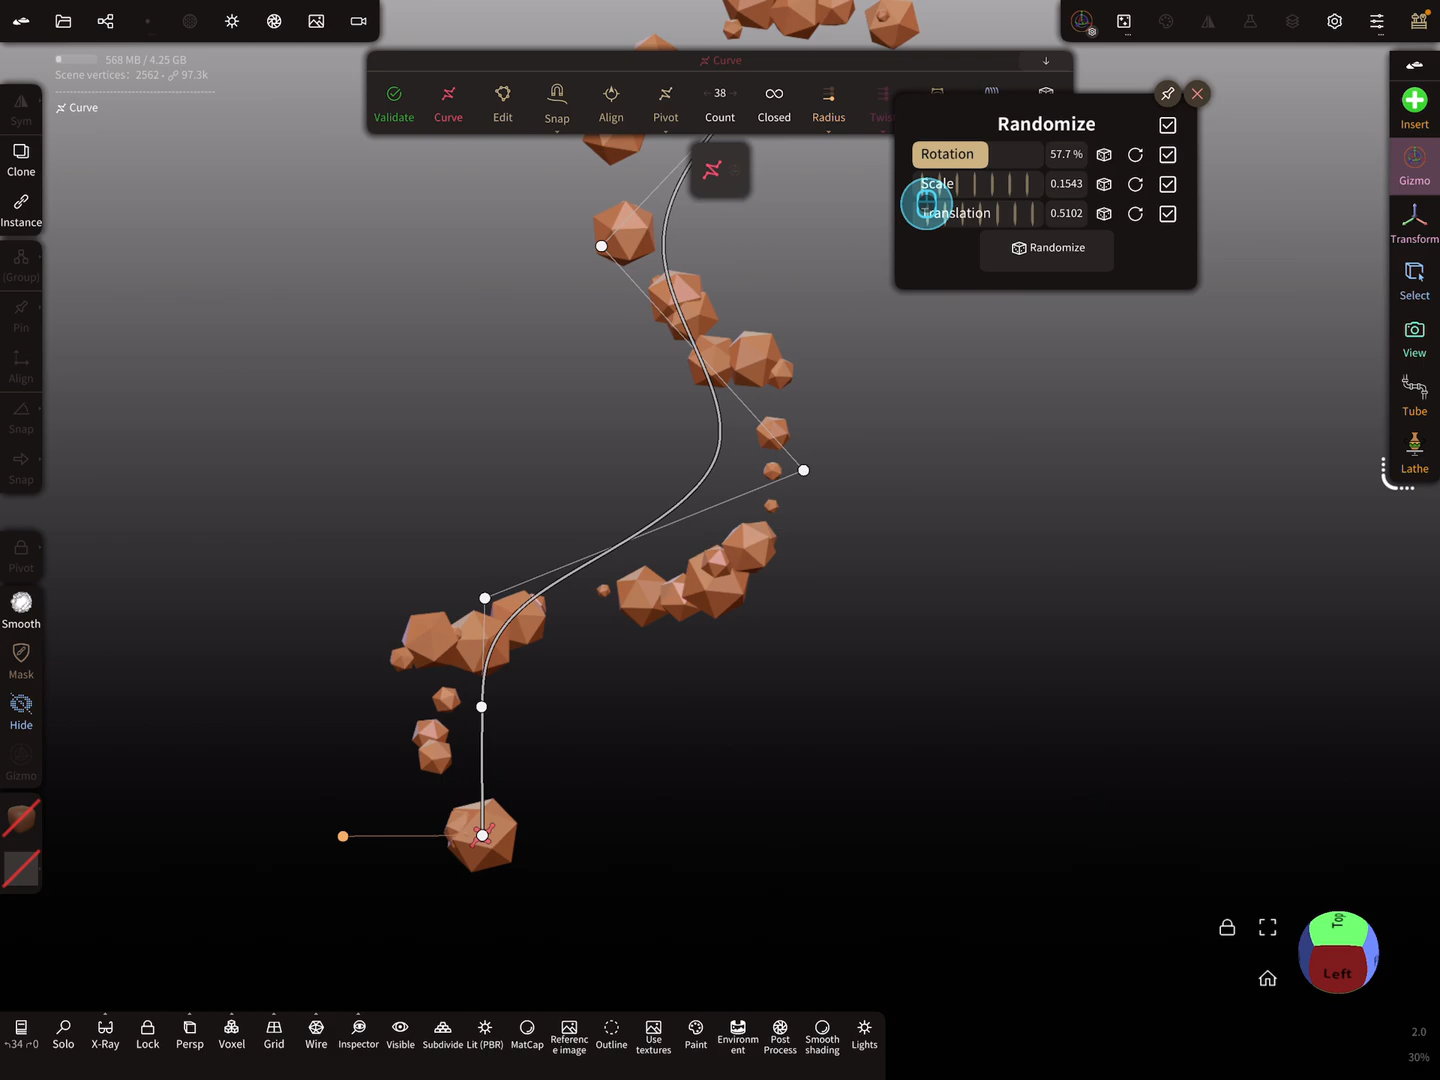 568 MB / 4.25 GB
Scene vertices: 2562 • 97.3k
Curve
Curve
Validate
Curve
Edit
Snap
Align
Pivot
38
Count
Closed
Radius
Randomize
Rotation 57.7 %
Scale 0.1543
Translation 0.5102
Randomize
Sym
Clone
Instance
(Group)
Pin
Align
Snap
Snap
Pivot
Smooth
Mask
Hide
Gizmo
Insert
Gizmo
Transform
Select
View
Tube
Lathe
Top
Left
34 0
Solo
X-Ray
Lock
Persp
Voxel
Grid
Wire
Inspector
Visible
Subdivide
Lit (PBR)
MatCap
Referenc
e image
Outline
Use
textures
Paint
Environm
ent
Post
Process
Smooth
shading
Lights
2.0
30%